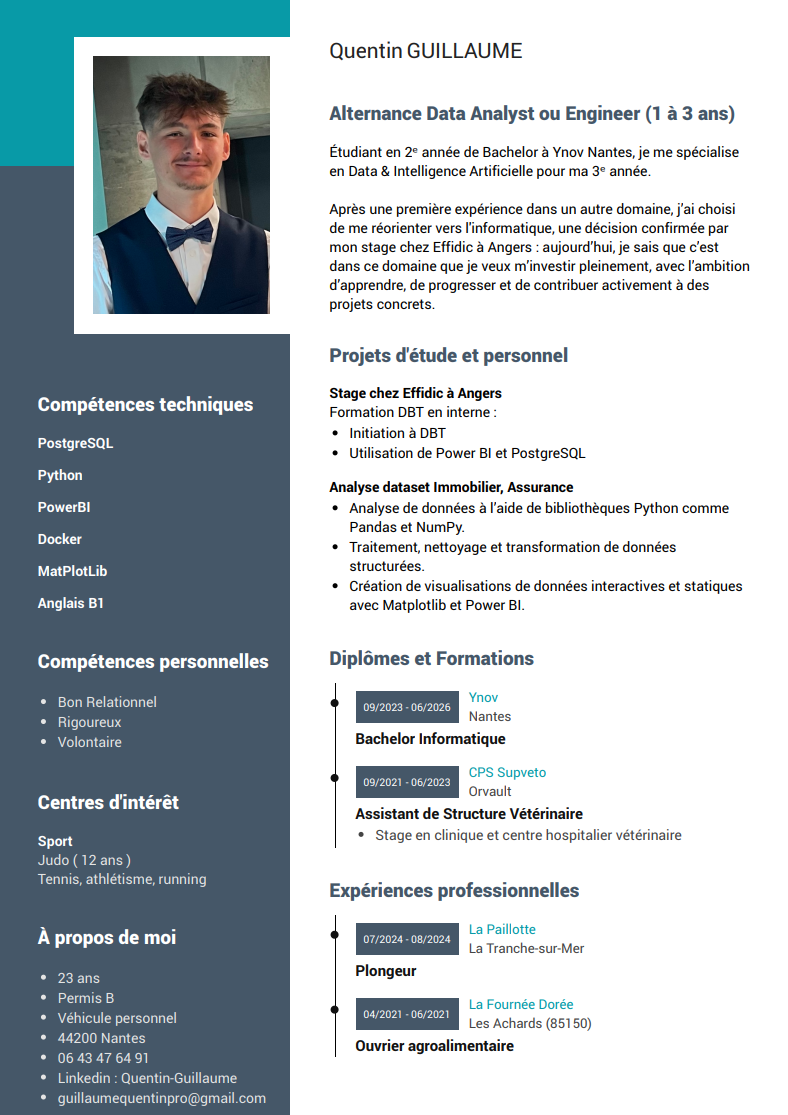 Quentin GUILLAUME
Alternance Data Analyst ou Engineer (1 à 3 ans)
Étudiant en 2ᵉ année de Bachelor à Ynov Nantes, je me spécialise
en Data & Intelligence Artificielle pour ma 3ᵉ année.
Après une première expérience dans un autre domaine, j’ai choisi
de me réorienter vers l’informatique, une décision confirmée par
mon stage chez Effidic à Angers : aujourd’hui, je sais que c’est
dans ce domaine que je veux m’investir pleinement, avec l’ambition
d’apprendre, de progresser et de contribuer activement à des
projets concrets.
Projets d'étude et personnel
Stage chez Effidic à Angers
Formation DBT en interne :
• Initiation à DBT
• Utilisation de Power BI et PostgreSQL
Analyse dataset Immobilier, Assurance
• Analyse de données à l’aide de bibliothèques Python comme
Pandas et NumPy.
• Traitement, nettoyage et transformation de données
structurées.
• Création de visualisations de données interactives et statiques
avec Matplotlib et Power BI.
Diplômes et Formations
09/2023 - 06/2026
Ynov
Nantes
Bachelor Informatique
09/2021 - 06/2023
CPS Supveto
Orvault
Assistant de Structure Vétérinaire
• Stage en clinique et centre hospitalier vétérinaire
Expériences professionnelles
07/2024 - 08/2024
La Paillotte
La Tranche-sur-Mer
Plongeur
04/2021 - 06/2021
La Fournée Dorée
Les Achards (85150)
Ouvrier agroalimentaire
Compétences techniques
PostgreSQL
Python
PowerBI
Docker
MatPlotLib
Anglais B1
Compétences personnelles
• Bon Relationnel
• Rigoureux
• Volontaire
Centres d'intérêt
Sport
Judo ( 12 ans )
Tennis, athlétisme, running
À propos de moi
• 23 ans
• Permis B
• Véhicule personnel
• 44200 Nantes
• 06 43 47 64 91
• Linkedin : Quentin-Guillaume
• guillaumequentinpro@gmail.com